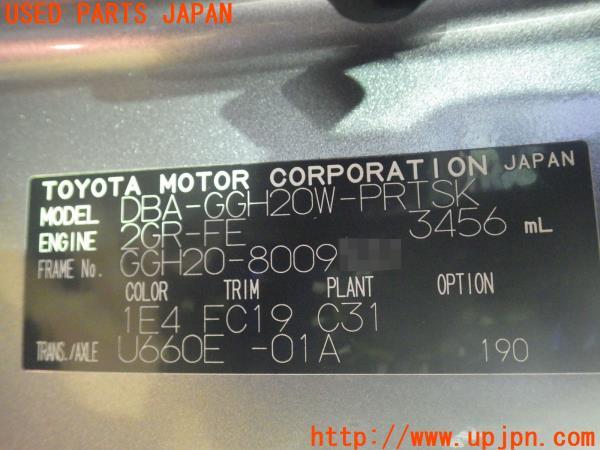 USED PARTS JAPAN
TOYOTA MOTOR CORPORATION JAPAN
MODEL DBA-GGH20W-PRTSK
ENGINE 2GR-FE 3456 mL
FRAME No. GGH20-8009
COLOR TRIM PLANT OPTION
1E4 FC19 C31
TRANS./AXLE U660E -01A 190
http://www.upjpn.com/